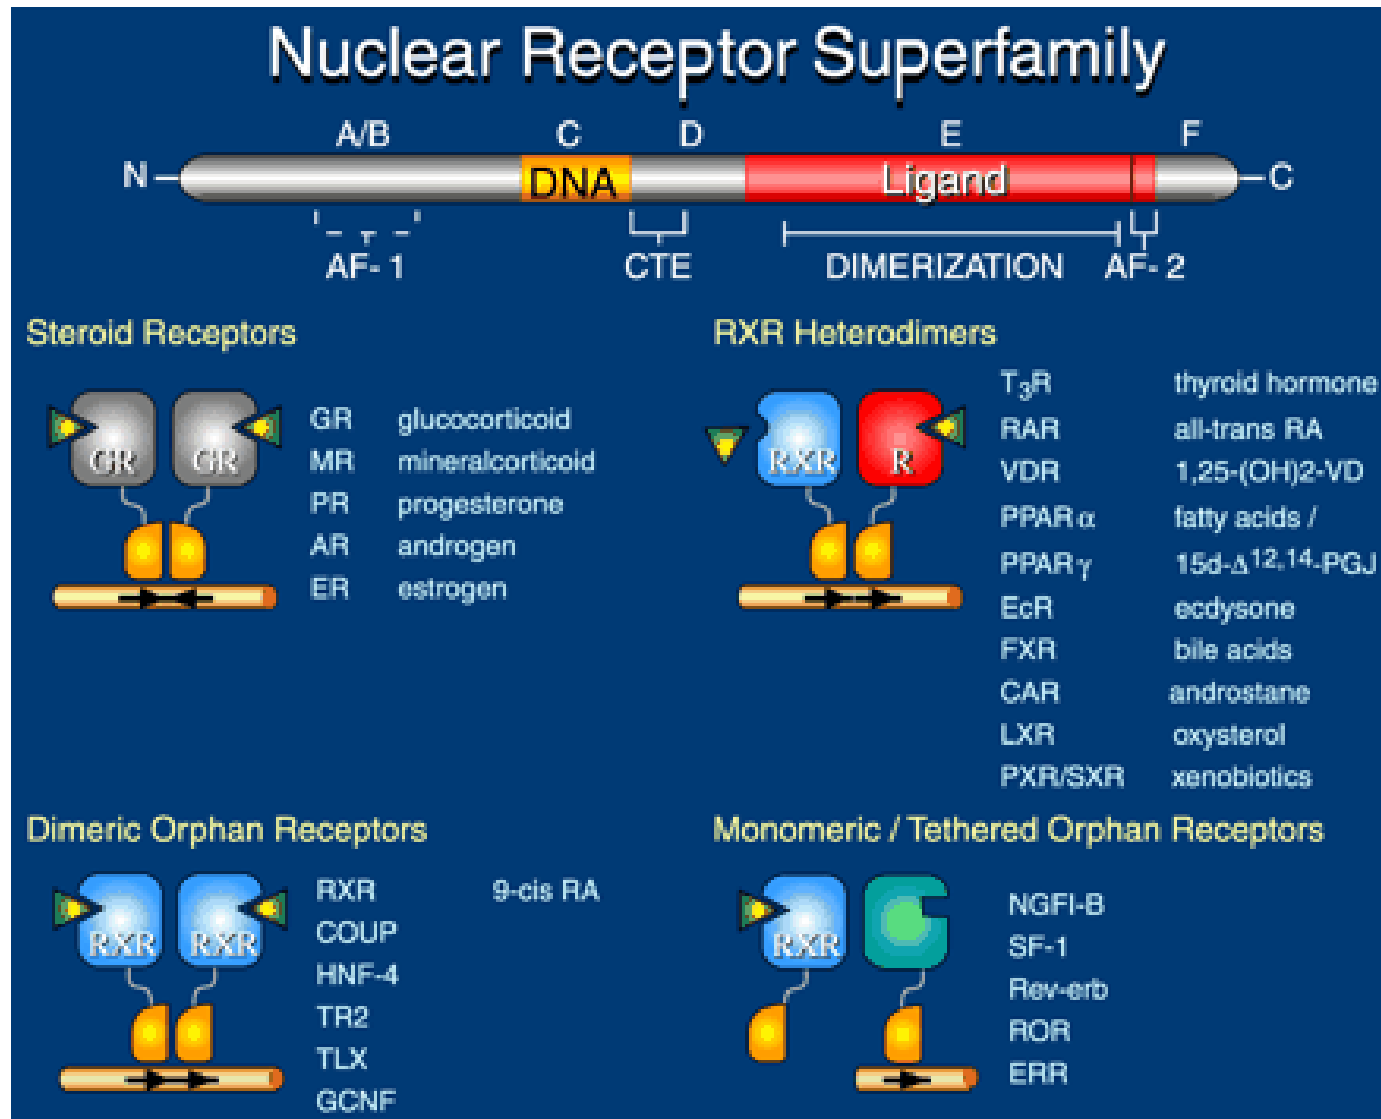 Nuclear Receptor Superfamily
A/B C D E F
N DNA Ligand C
AF-1 CTE DIMERIZATION AF-2
Steroid Receptors
GR GR
GR glucocorticoid
MR mineralcorticoid
PR progesterone
AR androgen
ER estrogen
RXR Heterodimers
RXR R
T₃R thyroid hormone
RAR all-trans RA
VDR 1,25-(OH)2-VD
PPARα fatty acids /
PPARγ 15d-Δ¹²·¹⁴-PGJ
EcR ecdysone
FXR bile acids
CAR androstane
LXR oxysterol
PXR/SXR xenobiotics
Dimeric Orphan Receptors
RXR RXR
RXR 9-cis RA
COUP
HNF-4
TR2
TLX
GCNF
Monomeric / Tethered Orphan Receptors
RXR
NGFI-B
SF-1
Rev-erb
ROR
ERR